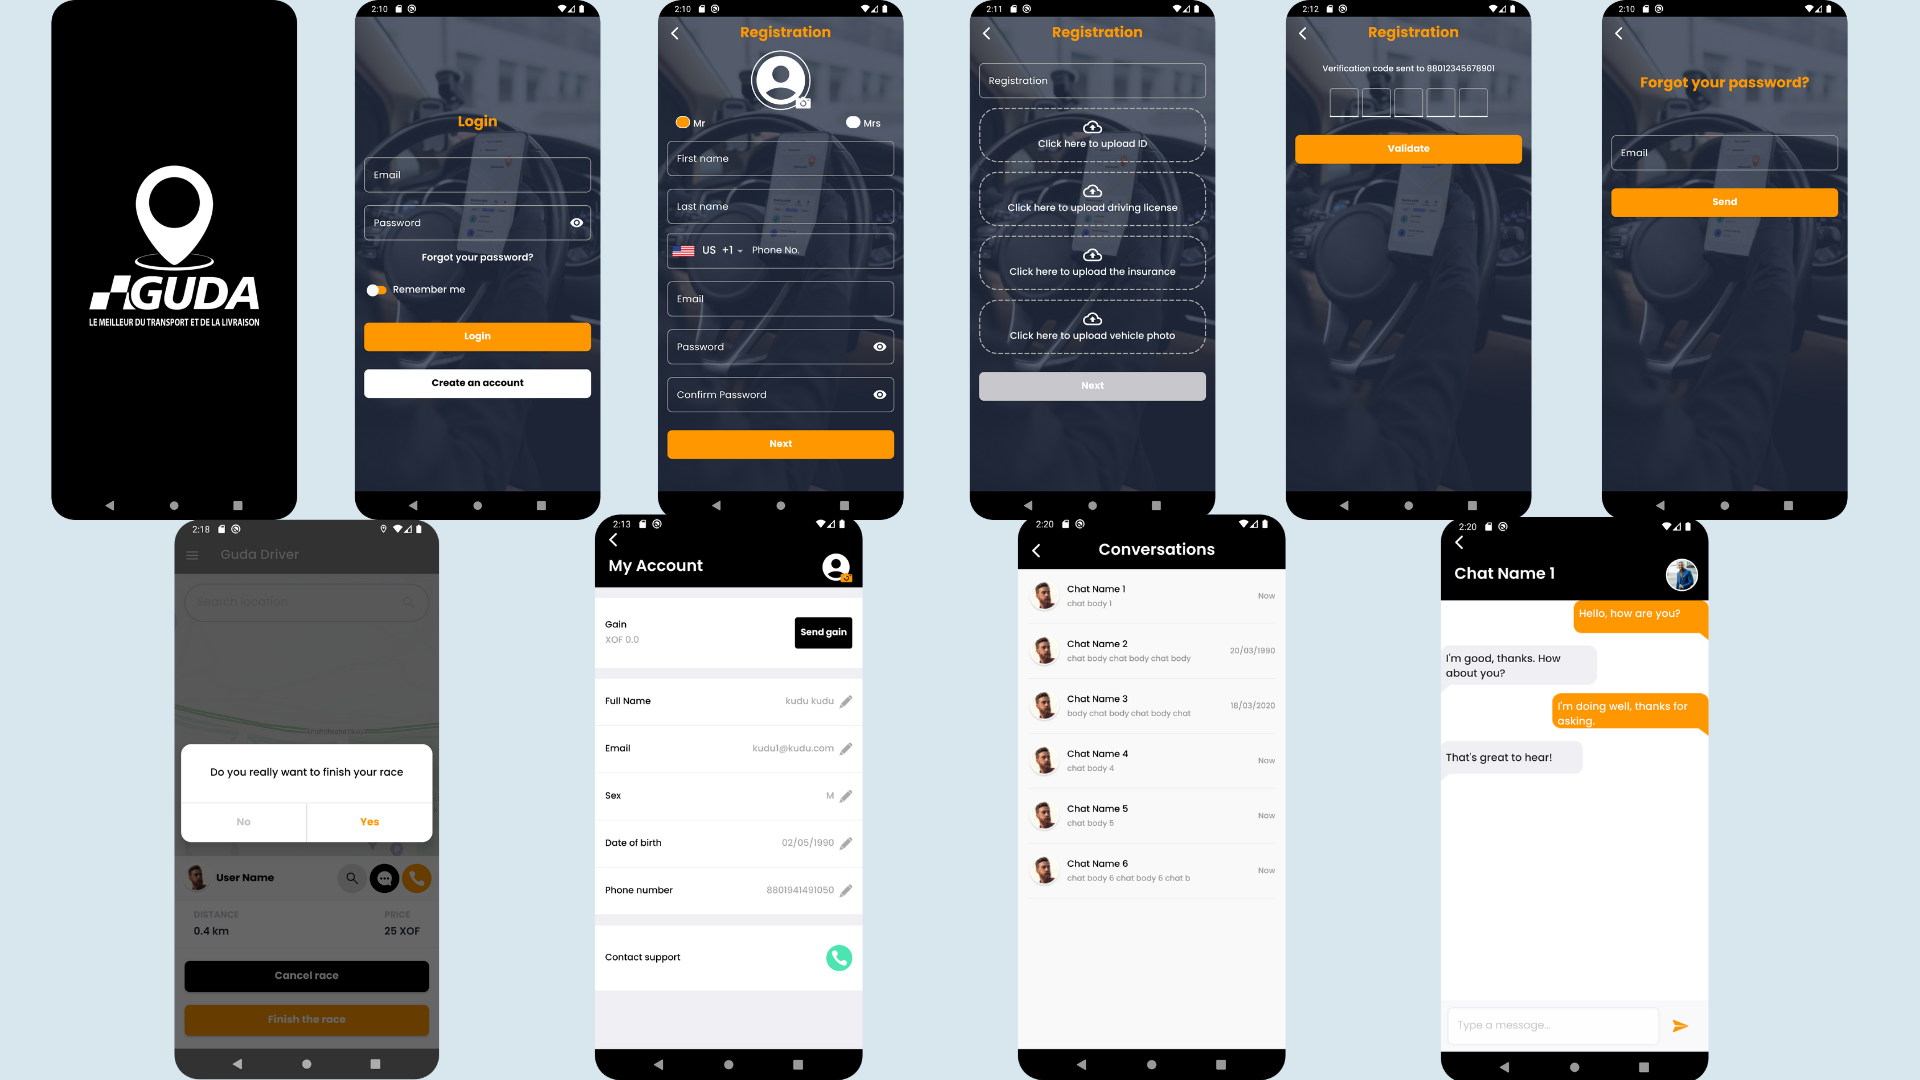 GUDA
LE MEILLEUR DU TRANSPORT ET DE LA LIVRAISON
2:10
Login
Email
Password
Forgot your password?
Remember me
Login
Create an account
2:10
Registration
Mr
Mrs
First name
Last name
US +1 Phone No.
Email
Password
Confirm Password
Next
2:11
Registration
Registration
Click here to upload ID
Click here to upload driving license
Click here to upload the insurance
Click here to upload vehicle photo
Next
2:12
Registration
Verification code sent to 88012345678901
Validate
2:10
Forgot your password?
Email
Send
2:18
Guda Driver
Search location
Do you really want to finish your race
No
Yes
User Name
DISTANCE
PRICE
0.4 km
25 XOF
Cancel race
Finish the race
2:13
My Account
Gain
XOF 0.0
Send gain
Full Name
kudu kudu
Email
kudu1@kudu.com
Sex
M
Date of birth
02/05/1990
Phone number
8801941491050
Contact support
2:20
Conversations
Chat Name 1
chat body 1
Now
Chat Name 2
chat body chat body chat body
20/03/1990
Chat Name 3
body chat body chat body chat
18/03/2020
Chat Name 4
chat body 4
Now
Chat Name 5
chat body 5
Now
Chat Name 6
chat body 6 chat body 6 chat b
Now
2:20
Chat Name 1
Hello, how are you?
I'm good, thanks. How
about you?
I'm doing well, thanks for
asking.
That's great to hear!
Type a message...